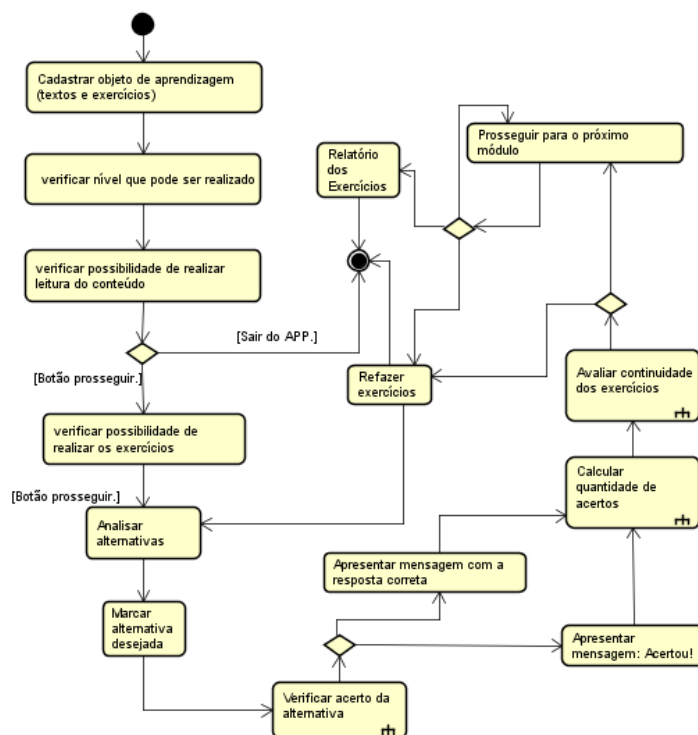 Cadastrar objeto de aprendizagem
(textos e exercícios)
verificar nível que pode ser realizado
verificar possibilidade de realizar
leitura do conteúdo
[Sair do APP.]
[Botão prosseguir.]
verificar possibilidade de
realizar os exercícios
[Botão prosseguir.]
Analisar
alternativas
Marcar
alternativa
desejada
Verificar acerto da
alternativa
Apresentar mensagem com a
resposta correta
Apresentar
mensagem: Acertou!
Calcular
quantidade de
acertos
Avaliar continuidade
dos exercícios
Refazer
exercícios
Prosseguir para o próximo
módulo
Relatório
dos
Exercícios